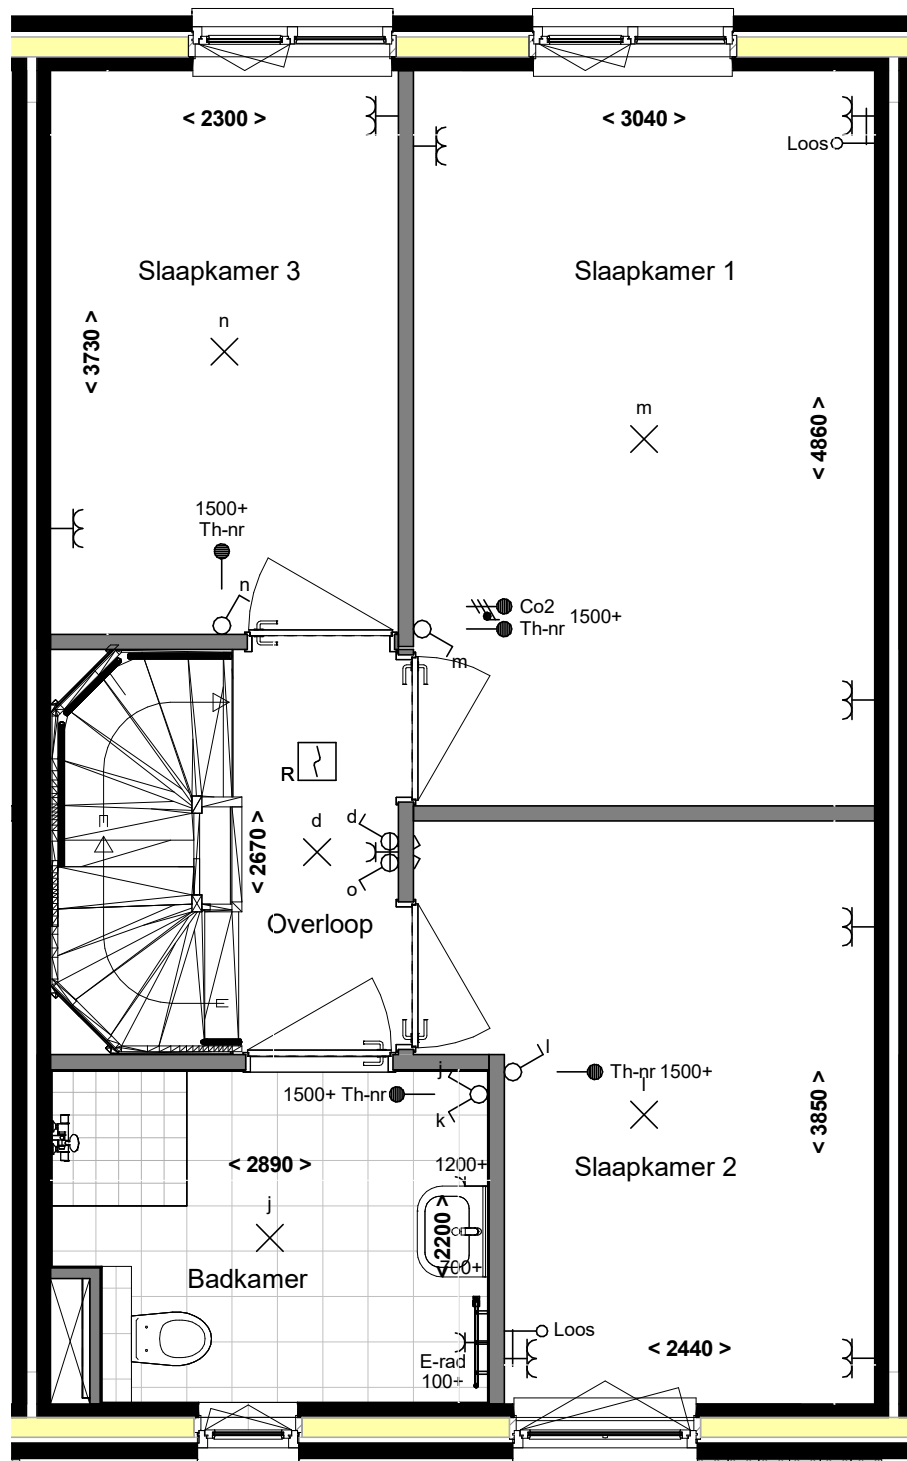 < 2300 >
< 3040 >
Loos
Slaapkamer 3
Slaapkamer 1
n
< 3730 >
m
< 4860 >
1500+
Th-nr
n
Co2
Th-nr
1500+
m
R
d
d
< 2670 >
o
Overloop
l
j
1500+ Th-nr
k
Th-nr 1500+
l
< 3850 >
< 2890 >
1200+
Slaapkamer 2
j
< 2200 >
700+
Badkamer
Loos
< 2440 >
E-rad
100+